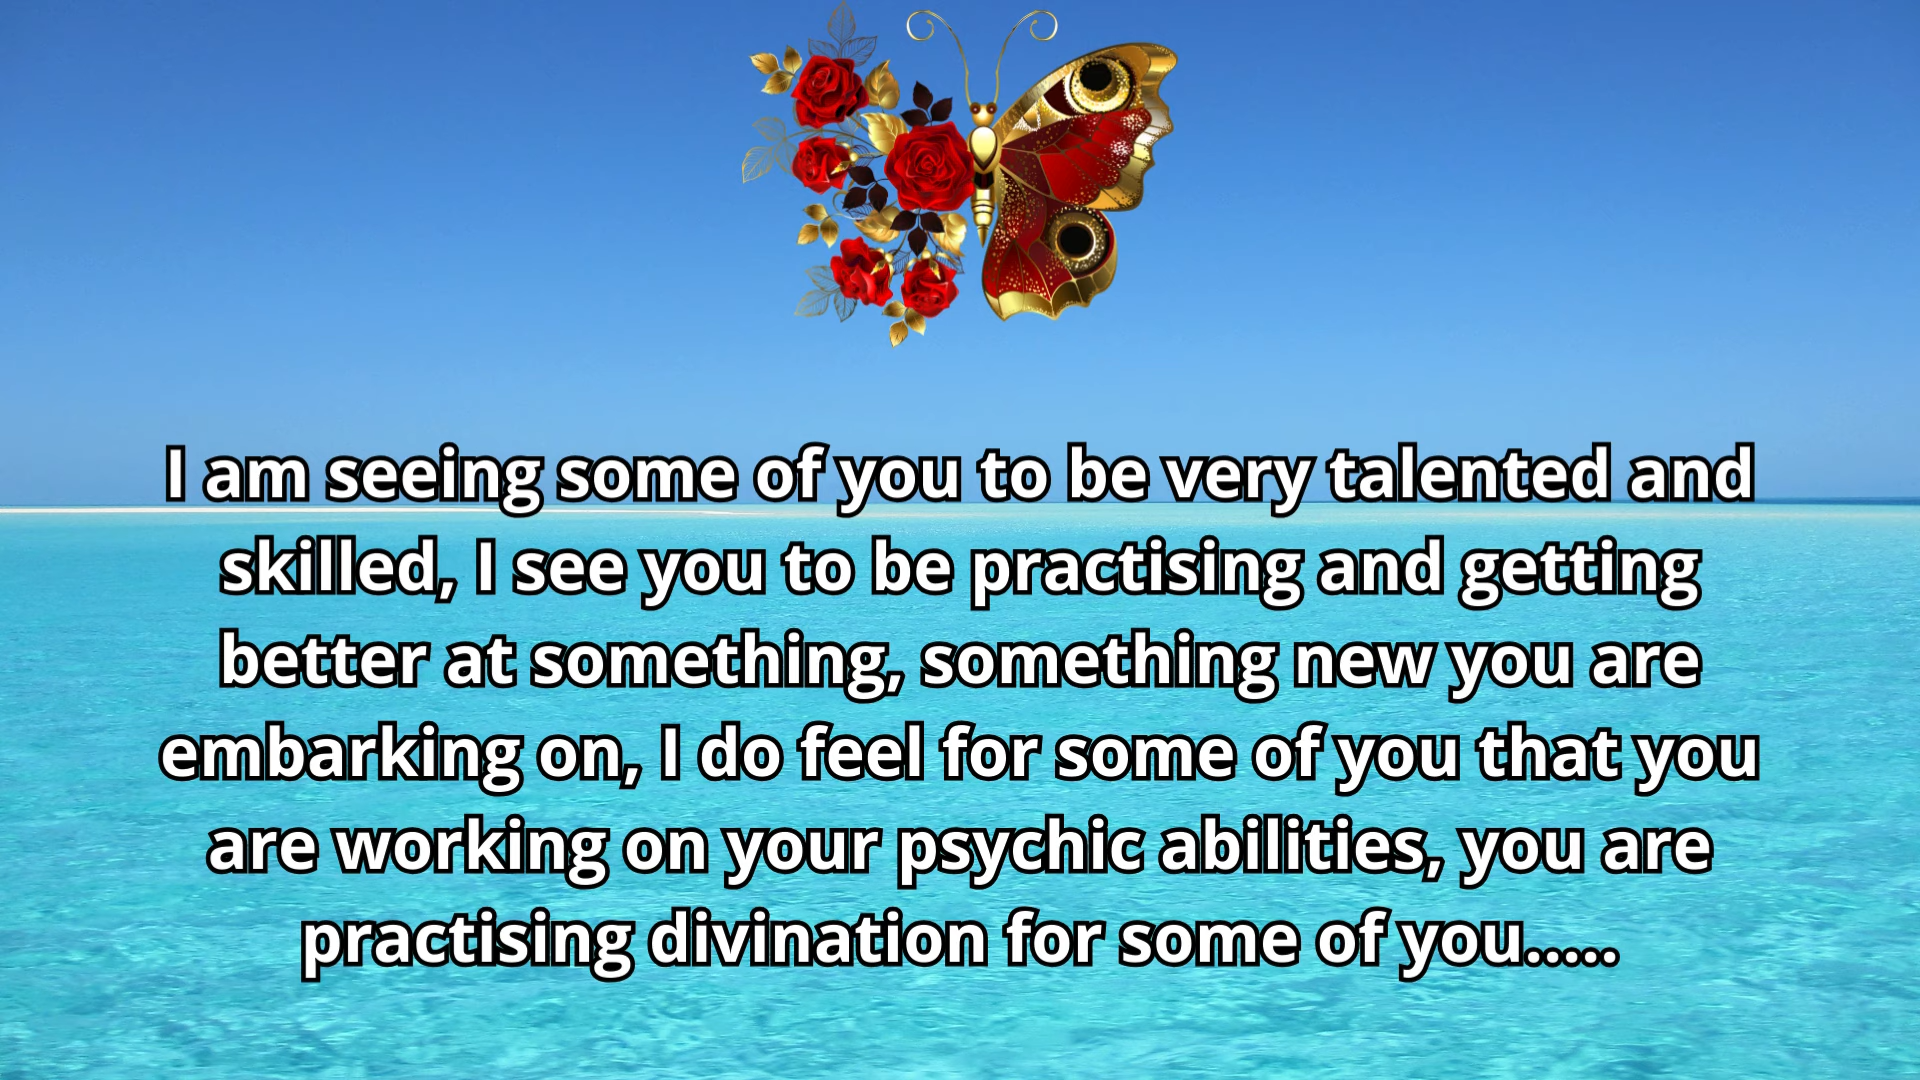 I am seeing some of you to be very talented and
skilled, I see you to be practising and getting
better at something, something new you are
embarking on, I do feel for some of you that you
are working on your psychic abilities, you are
practising divination for some of you.....